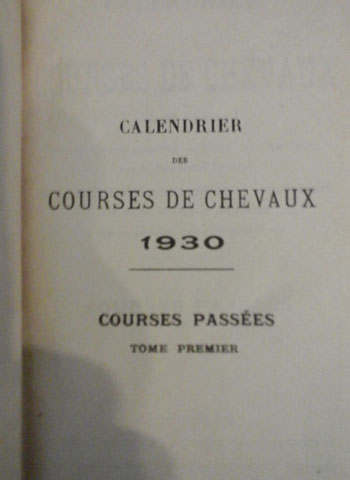 CALENDRIER
DES
COURSES DE CHEVAUX
1930
COURSES PASSÉES
TOME PREMIER